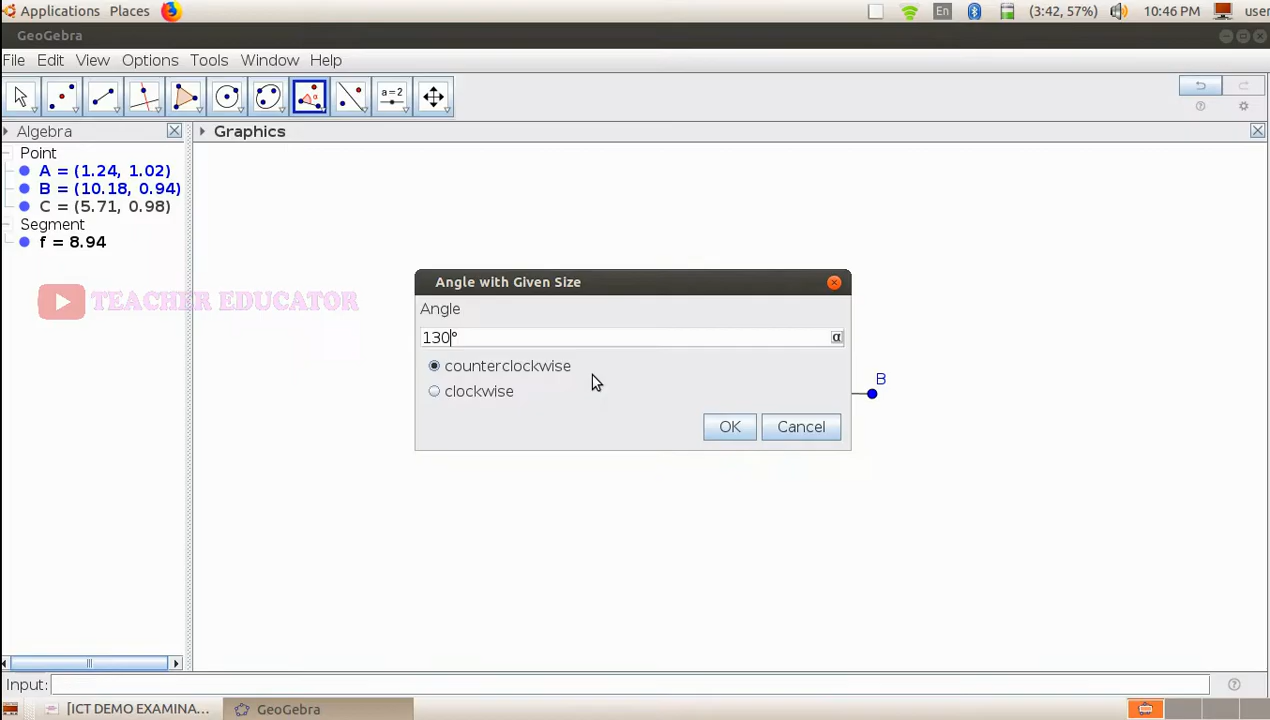 Applications Places En (3:42, 57%) 10:46 PM user
GeoGebra
File Edit View Options Tools Window Help
a=2
Algebra
Graphics
Point
A = (1.24, 1.02)
B = (10.18, 0.94)
C = (5.71, 0.98)
Segment
f = 8.94
TEACHER EDUCATOR
Angle with Given Size
Angle
130°
α
counterclockwise
clockwise
OK Cancel
B
Input:
[ICT DEMO EXAMINA... GeoGebra